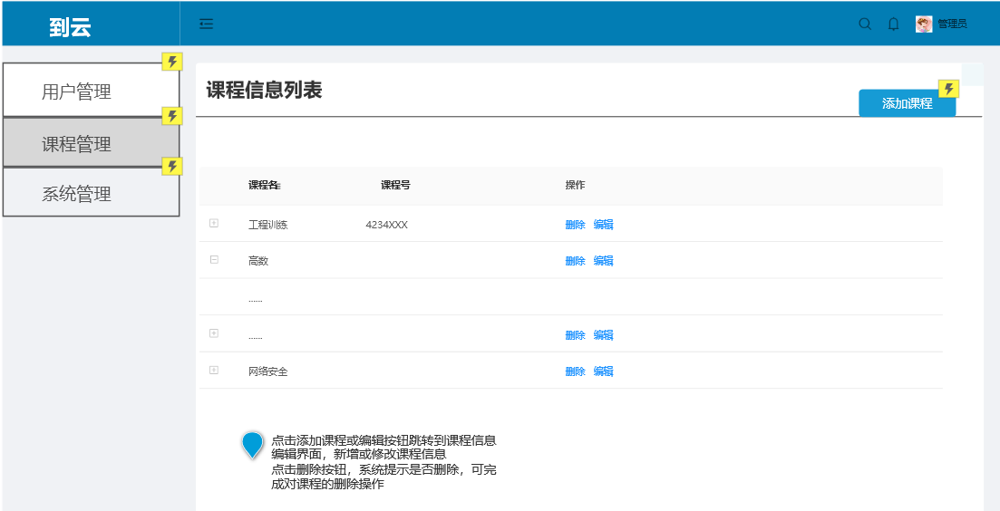 到云
管理员
用户管理
课程管理
系统管理
课程信息列表
添加课程
课程名 课程号 操作
工程训练 4234XXX 删除 编辑
高数 删除 编辑
......
...... 删除 编辑
网络安全 删除 编辑
点击添加课程或编辑按钮跳转到课程信息
编辑界面，新增或修改课程信息
点击删除按钮，系统提示是否删除，可完
成对课程的删除操作